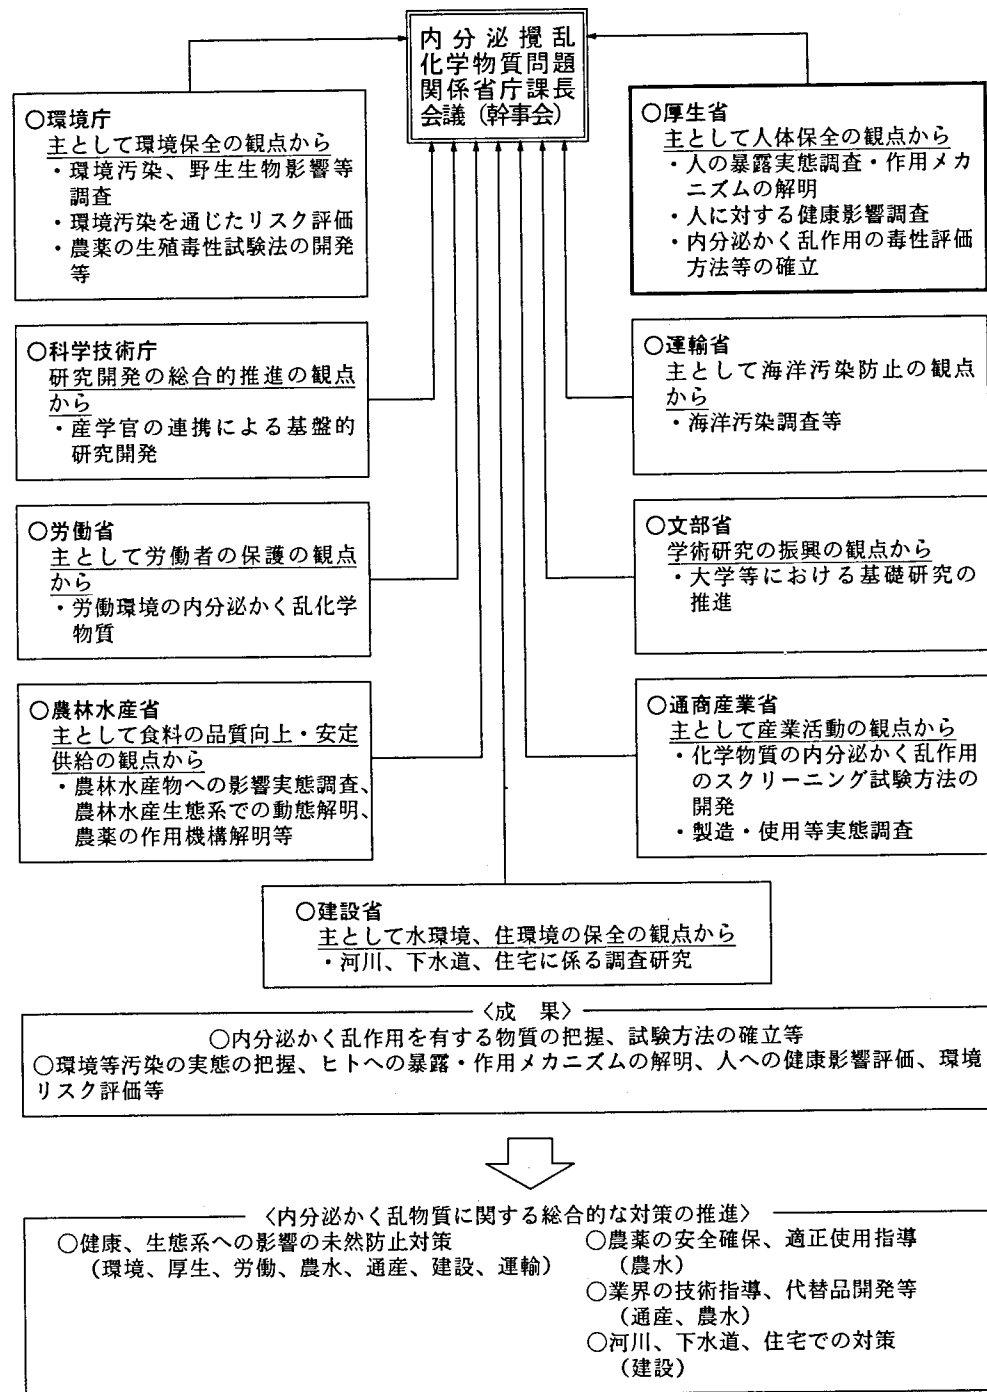 内分泌攪乱
化学物質問題
関係省庁課長
会議(幹事会)
○環境庁
主として環境保全の観点から
・環境汚染、野生生物影響等
調査
・環境汚染を通じたリスク評価
・農薬の生殖毒性試験法の開発
等
○厚生省
主として人体保全の観点から
・人の暴露実態調査・作用メカ
ニズムの解明
・人に対する健康影響調査
・内分泌かく乱作用の毒性評価
方法等の確立
○科学技術庁
研究開発の総合的推進の観点
から
・産学官の連携による基盤的
研究開発
○運輸省
主として海洋汚染防止の観点
から
・海洋汚染調査等
○労働省
主として労働者の保護の観点
から
・労働環境の内分泌かく乱化学
物質
○文部省
学術研究の振興の観点から
・大学等における基礎研究の
推進
○農林水産省
主として食料の品質向上・安定
供給の観点から
・農林水産物への影響実態調査、
農林水産生態系での動態解明、
農薬の作用機構解明等
○通商産業省
主として産業活動の観点から
・化学物質の内分泌かく乱作用
のスクリーニング試験方法の
開発
・製造・使用等実態調査
○建設省
主として水環境、住環境の保全の観点から
・河川、下水道、住宅に係る調査研究
〈成 果〉
○内分泌かく乱作用を有する物質の把握、試験方法の確立等
○環境等汚染の実態の把握、ヒトへの暴露・作用メカニズムの解明、人への健康影響評価、環境
リスク評価等
〈内分泌かく乱物質に関する総合的な対策の推進〉
○健康、生態系への影響の未然防止対策
(環境、厚生、労働、農水、通産、建設、運輸)
○農薬の安全確保、適正使用指導
(農水)
○業界の技術指導、代替品開発等
(通産、農水)
○河川、下水道、住宅での対策
(建設)